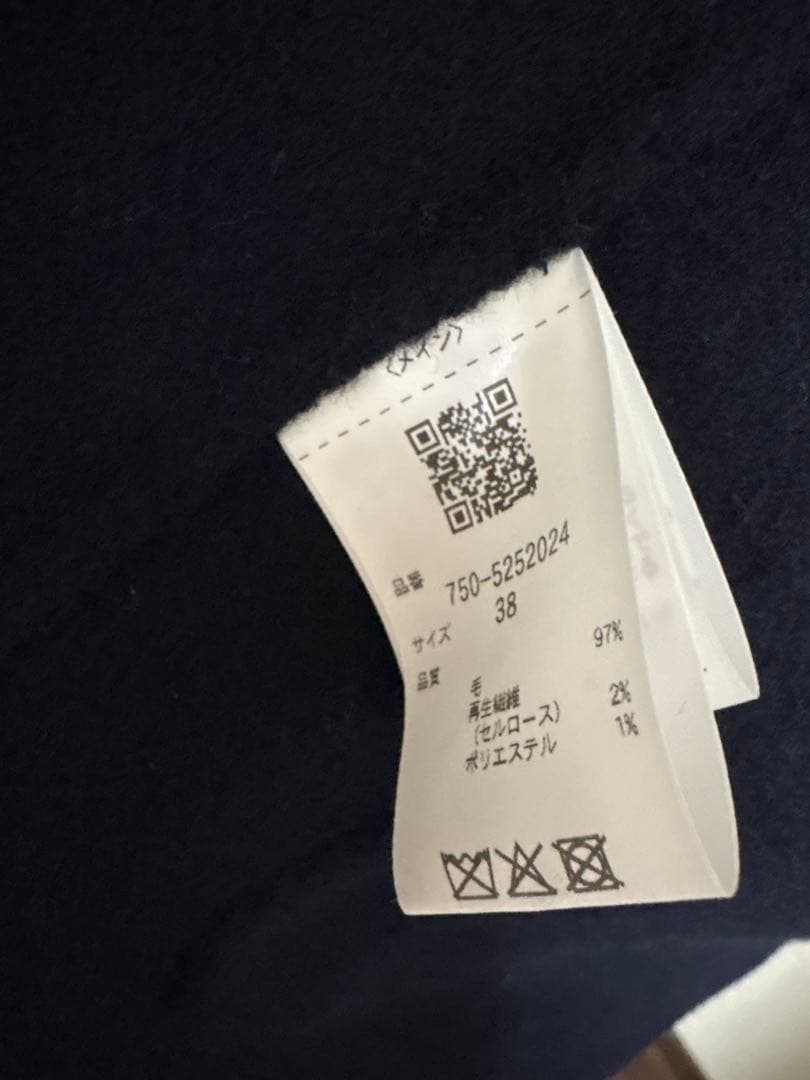 〈メスン〉
品番 750-5252024
サイズ 38
品質
毛 97%
再生繊維
(セルロース) 2%
ポリエステル 1%